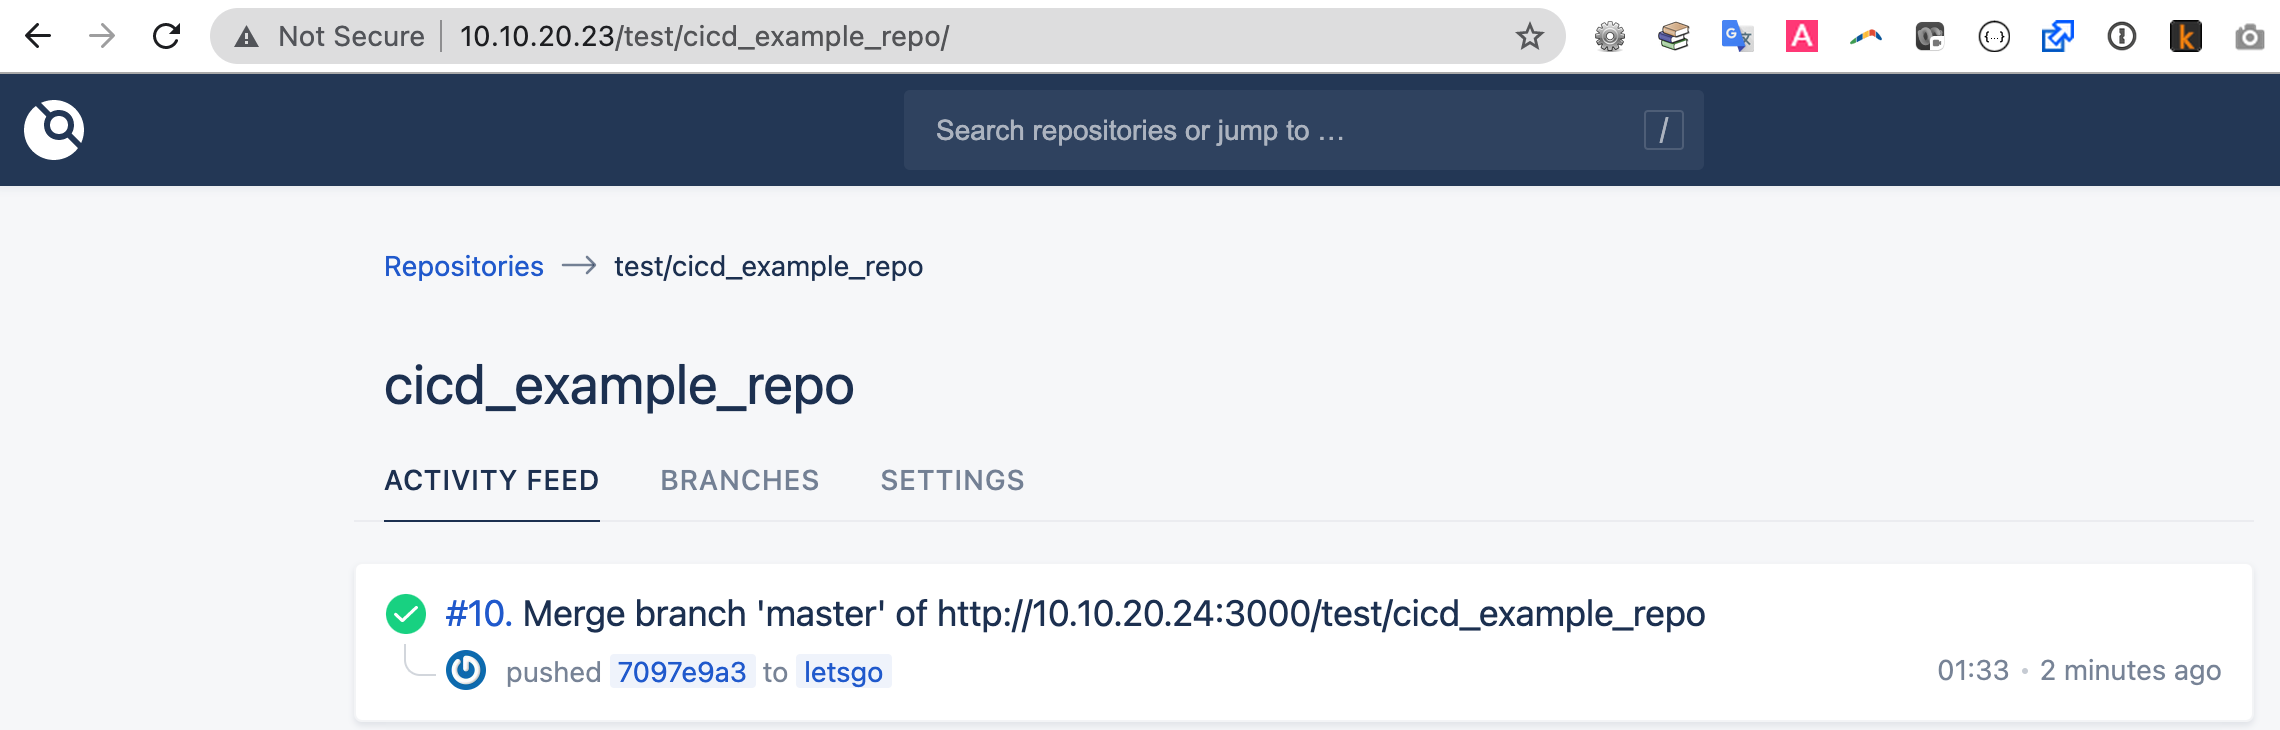 Not Secure 10.10.20.23/test/cicd_example_repo/
Search repositories or jump to … /
Repositories → test/cicd_example_repo
cicd_example_repo
ACTIVITY FEED BRANCHES SETTINGS
#10. Merge branch 'master' of http://10.10.20.24:3000/test/cicd_example_repo
pushed 7097e9a3 to letsgo 01:33 • 2 minutes ago